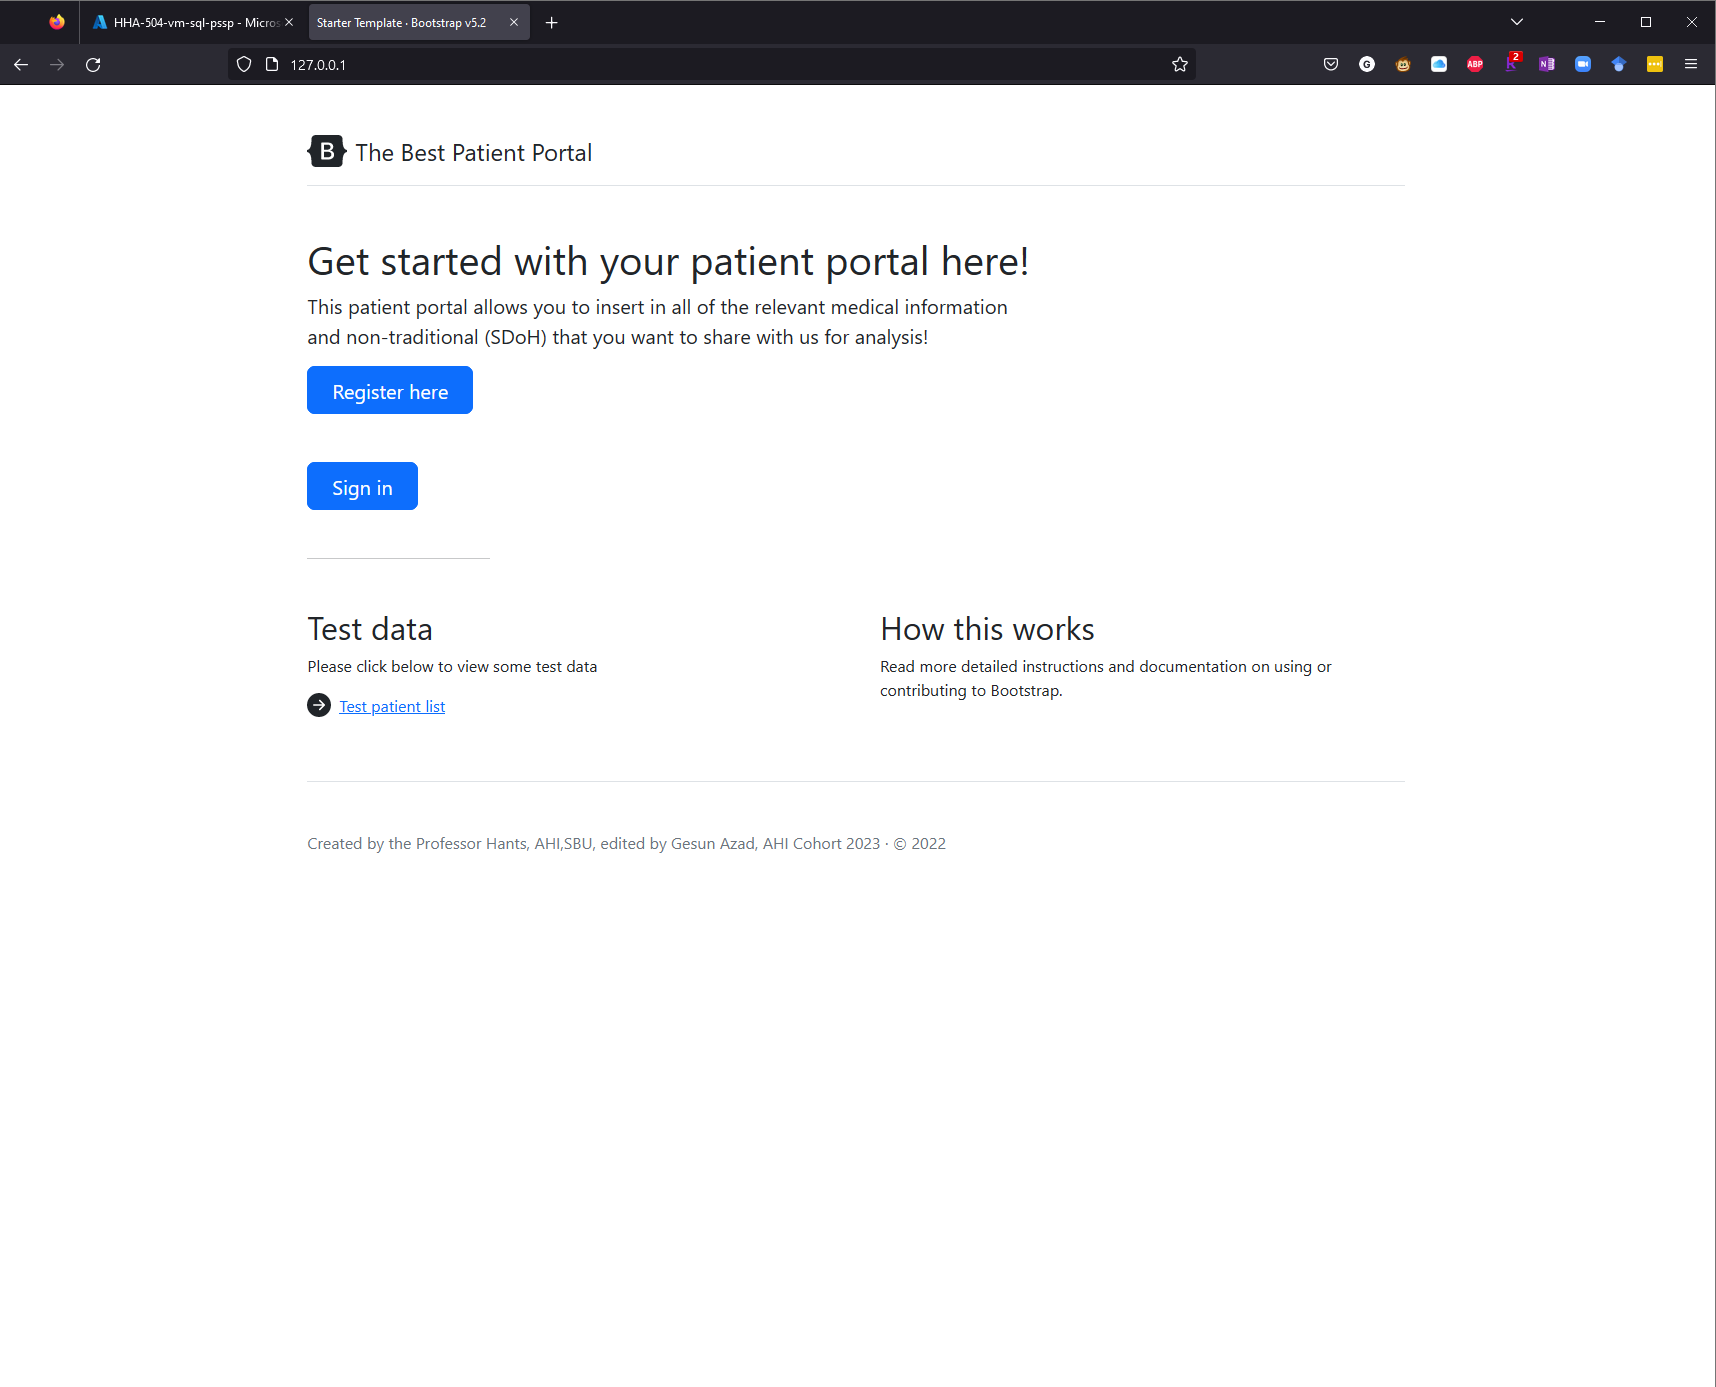 HHA-504-vm-sql-pssp - Micros
Starter Template · Bootstrap v5.2
127.0.0.1
G
ABP
2
N
B
The Best Patient Portal
Get started with your patient portal here!
This patient portal allows you to insert in all of the relevant medical information
and non-traditional (SDoH) that you want to share with us for analysis!
Register here
Sign in
Test data
Please click below to view some test data
Test patient list
How this works
Read more detailed instructions and documentation on using or
contributing to Bootstrap.
Created by the Professor Hants, AHI,SBU, edited by Gesun Azad, AHI Cohort 2023 · © 2022